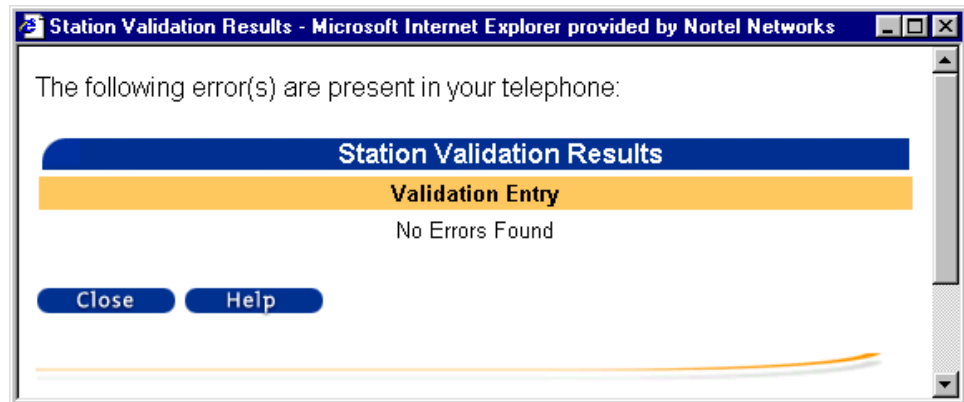 Station Validation Results - Microsoft Internet Explorer provided by Nortel Networks
The following error(s) are present in your telephone:
Station Validation Results
Validation Entry
No Errors Found
Close Help